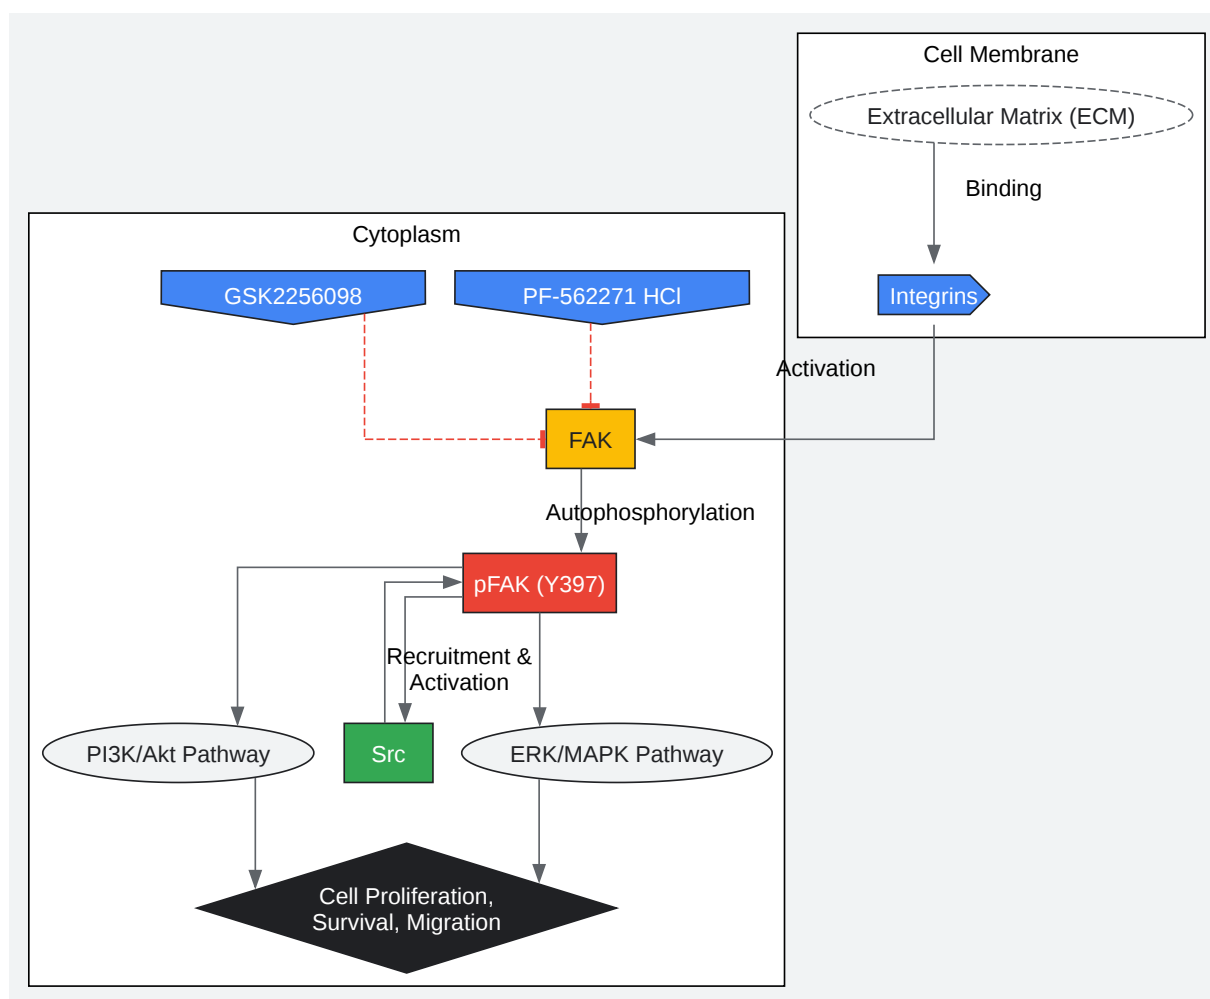 Cell Membrane
Extracellular Matrix (ECM)
Binding
Integrins
Activation
Cytoplasm
GSK2256098
PF-562271 HCl
FAK
Autophosphorylation
pFAK (Y397)
Recruitment &
Activation
PI3K/Akt Pathway
Src
ERK/MAPK Pathway
Cell Proliferation,
Survival, Migration